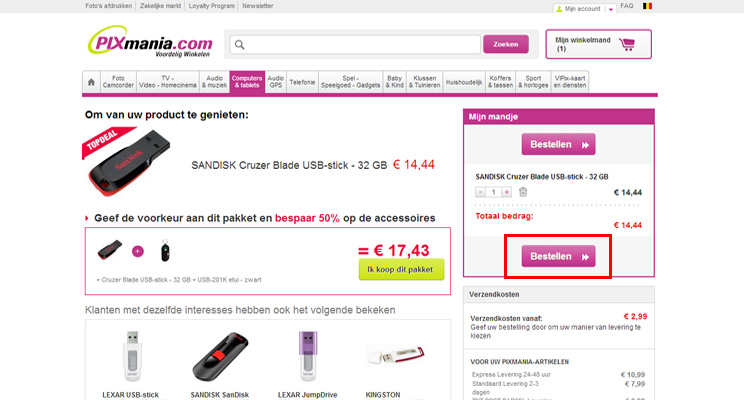 Foto's afdrukken Zakelijke markt Loyalty Program Newsletter
Mijn account FAQ
PIXmania.com
Voordelig Winkelen
Zoeken
Mijn winkelmand
(1)
Foto
Camcorder
TV -
Video - Homecinema
Audio
& muziek
Computers
& tablets
Audio
GPS
Telefonie
Spel -
Speelgoed - Gadgets
Baby
& Kind
Klussen
& Tuinieren
Huishoudelijk
Koffers
& tassen
Sport
& horloges
VIPix-kaart
en diensten
Om van uw product te genieten:
TOPDEAL
SanDisk
SANDISK Cruzer Blade USB-stick - 32 GB € 14,44
Geef de voorkeur aan dit pakket en bespaar 50% op de accessoires
+
= € 17,43
Ik koop dit pakket
+ Cruzer Blade USB-stick - 32 GB + USB-201K etui - zwart
Klanten met dezelfde interesses hebben ook het volgende bekeken
LEXAR USB-stick
SANDISK SanDisk
LEXAR JumpDrive
KINGSTON
Mijn mandje
Bestellen
SANDISK Cruzer Blade USB-stick - 32 GB
- 1 + € 14,44
Totaal bedrag:
€ 14,44
Bestellen
Verzendkosten
Verzendkosten vanaf: € 2,99
Geef uw bestelling door om uw manier van levering te
kiezen
VOOR UW PIXMANIA-ARTIKELEN
Express Levering 24-48 uur € 10,99
Standaard Levering 2-3 € 7,99
dagen